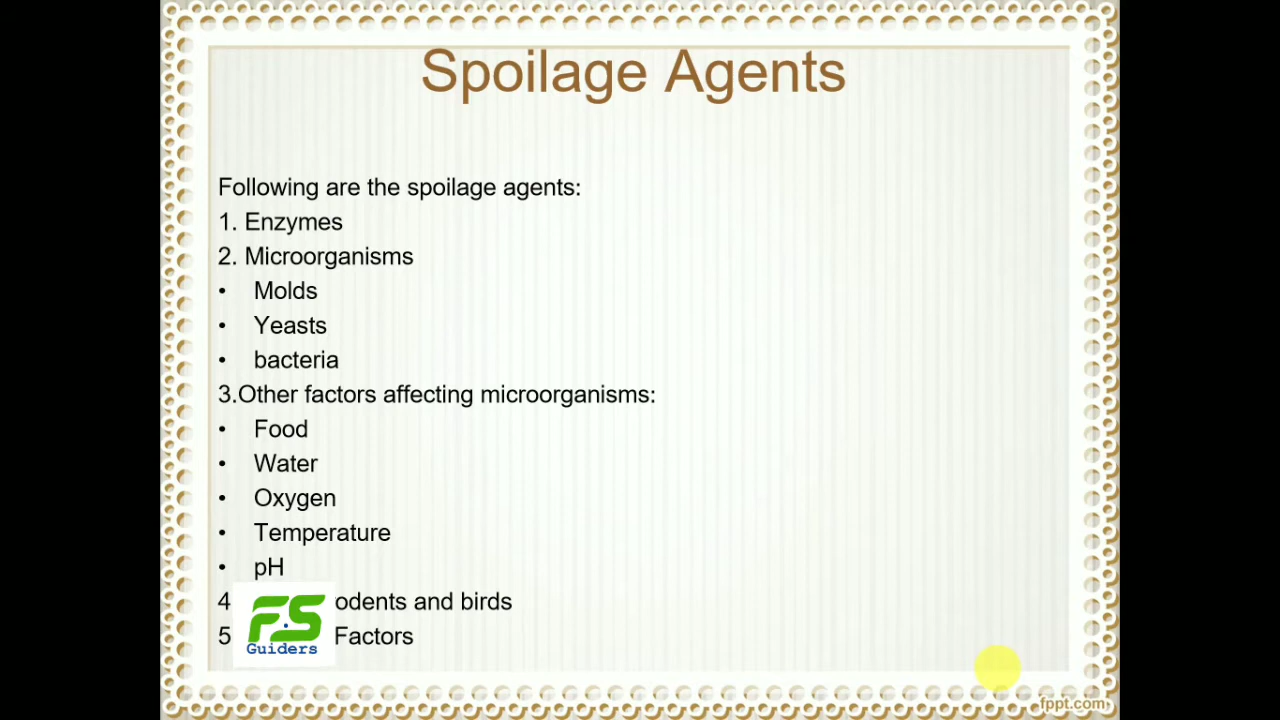 Spoilage Agents
Following are the spoilage agents:
1. Enzymes
2. Microorganisms
• Molds
• Yeasts
• bacteria
3.Other factors affecting microorganisms:
• Food
• Water
• Oxygen
• Temperature
• pH
4 odents and birds
5 Factors
FS
Guiders
fppt.com